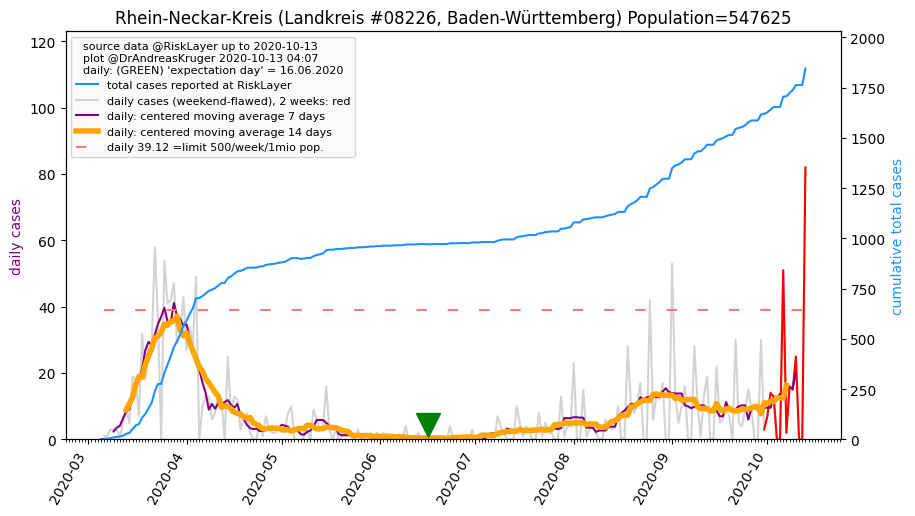 Rhein-Neckar-Kreis (Landkreis #08226, Baden-Württemberg) Population=547625
source data @RiskLayer up to 2020-10-13
plot @DrAndreasKruger 2020-10-13 04:07
daily: (GREEN) 'expectation day' = 16.06.2020
total cases reported at RiskLayer
daily cases (weekend-flawed), 2 weeks: red
daily: centered moving average 7 days
daily: centered moving average 14 days
daily 39.12 =limit 500/week/1mio pop.
daily cases
120
100
80
60
40
20
0
cumulative total cases
2000
1750
1500
1250
1000
750
500
250
0
2020-03
2020-04
2020-05
2020-06
2020-07
2020-08
2020-09
2020-10